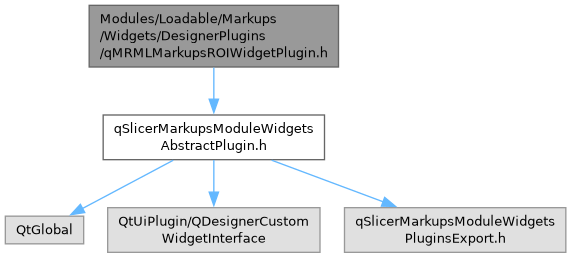 Modules/Loadable/Markups
/Widgets/DesignerPlugins
/qMRMLMarkupsROIWidgetPlugin.h
qSlicerMarkupsModuleWidgets
AbstractPlugin.h
QtGlobal
QtUiPlugin/QDesignerCustom
WidgetInterface
qSlicerMarkupsModuleWidgets
PluginsExport.h